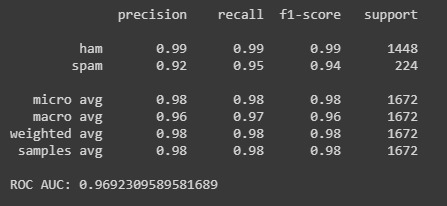 precision recall f1-score support
ham 0.99 0.99 0.99 1448
spam 0.92 0.95 0.94 224
micro avg 0.98 0.98 0.98 1672
macro avg 0.96 0.97 0.96 1672
weighted avg 0.98 0.98 0.98 1672
samples avg 0.98 0.98 0.98 1672
ROC AUC: 0.9692309589581689